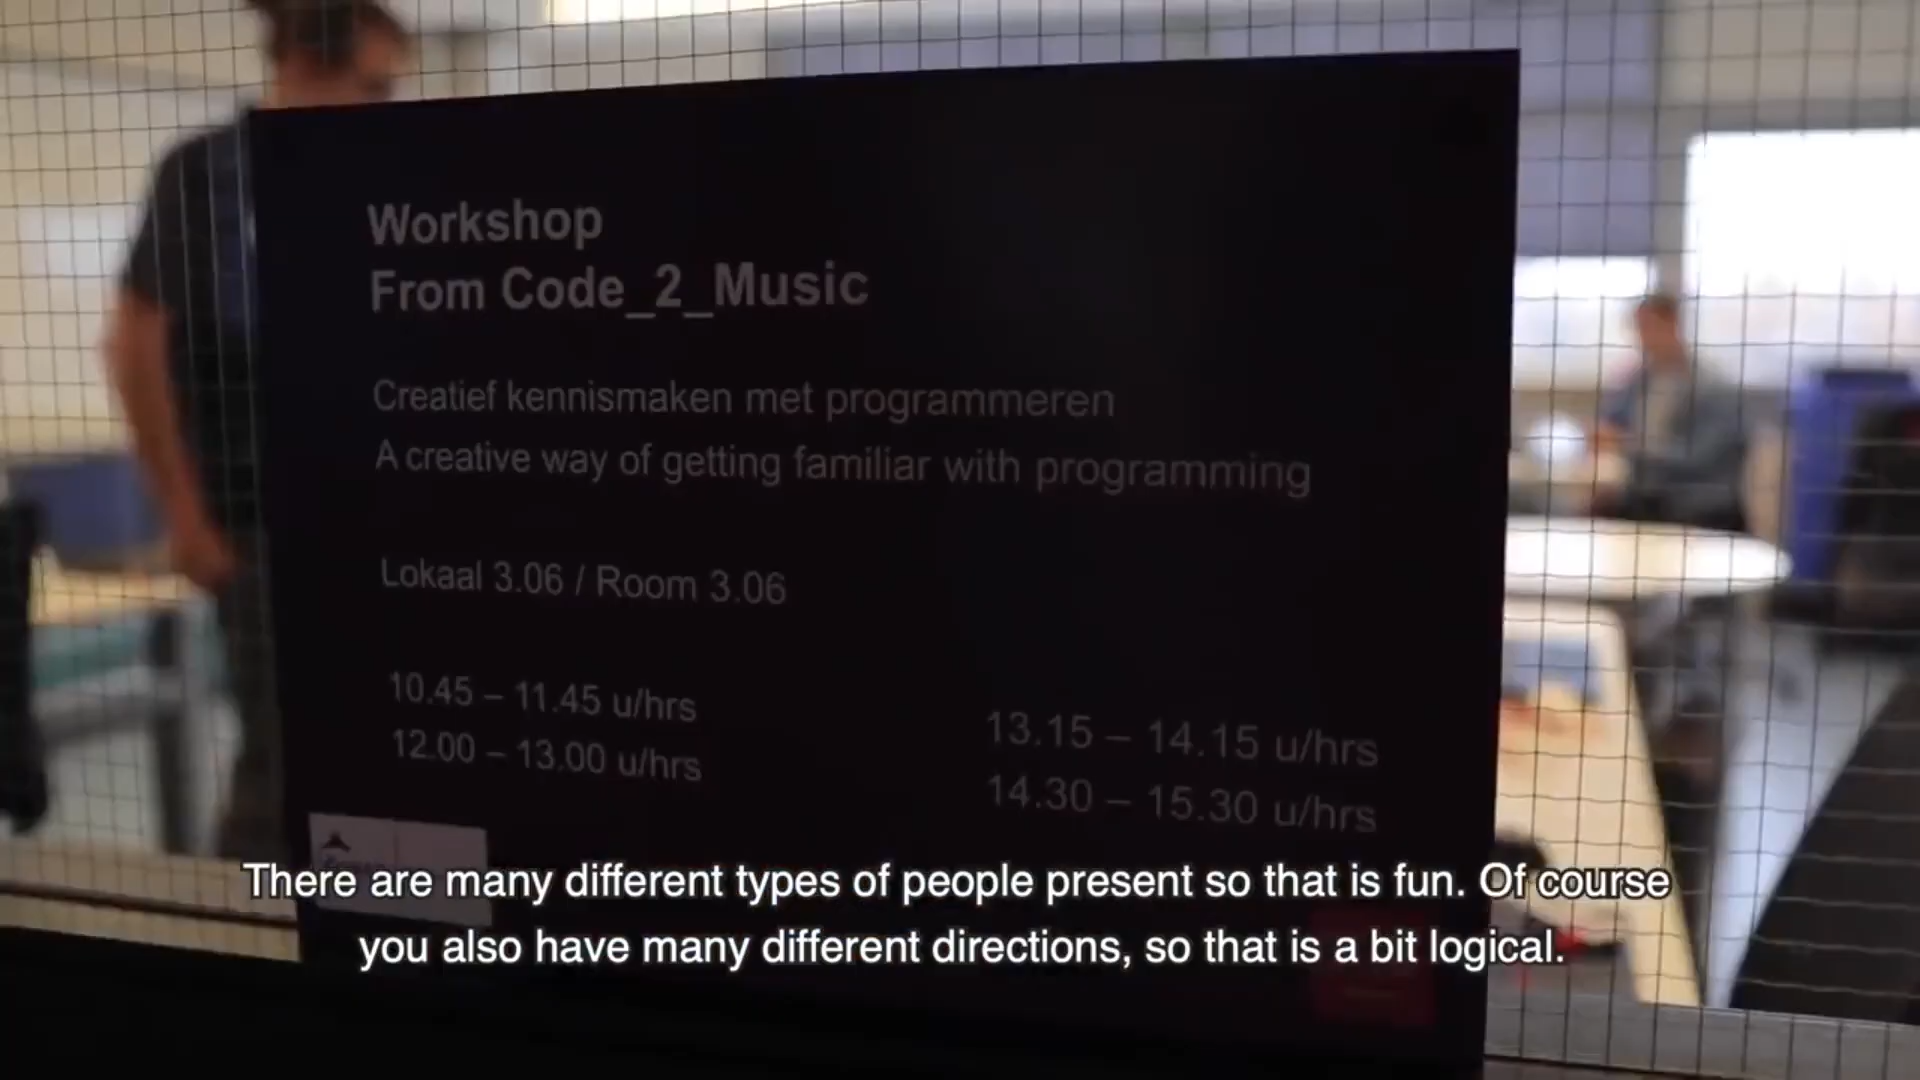 Workshop
From Code_2_Music
Creatief kennismaken met programmeren
A creative way of getting familiar with programming
Lokaal 3.06 / Room 3.06
10.45 – 11.45 u/hrs
12.00 – 13.00 u/hrs
13.15 – 14.15 u/hrs
14.30 – 15.30 u/hrs
There are many different types of people present so that is fun. Of course
you also have many different directions, so that is a bit logical.